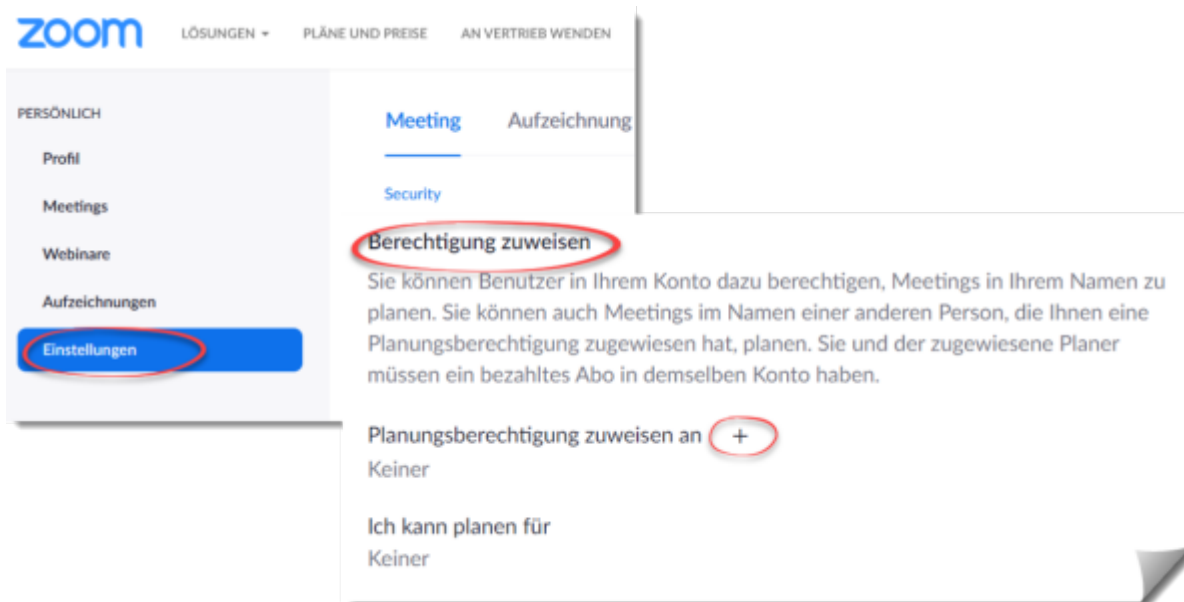 zoom LÖSUNGEN PLÄNE UND PREISE AN VERTRIEB WENDEN
PERSÖNLICH
Profil
Meetings
Webinare
Aufzeichnungen
Einstellungen
Meeting Aufzeichnung
Security
Berechtigung zuweisen
Sie können Benutzer in Ihrem Konto dazu berechtigen, Meetings in Ihrem Namen zu
planen. Sie können auch Meetings im Namen einer anderen Person, die Ihnen eine
Planungsberechtigung zugewiesen hat, planen. Sie und der zugewiesene Planer
müssen ein bezahltes Abo in demselben Konto haben.
Planungsberechtigung zuweisen an +
Keiner
Ich kann planen für
Keiner